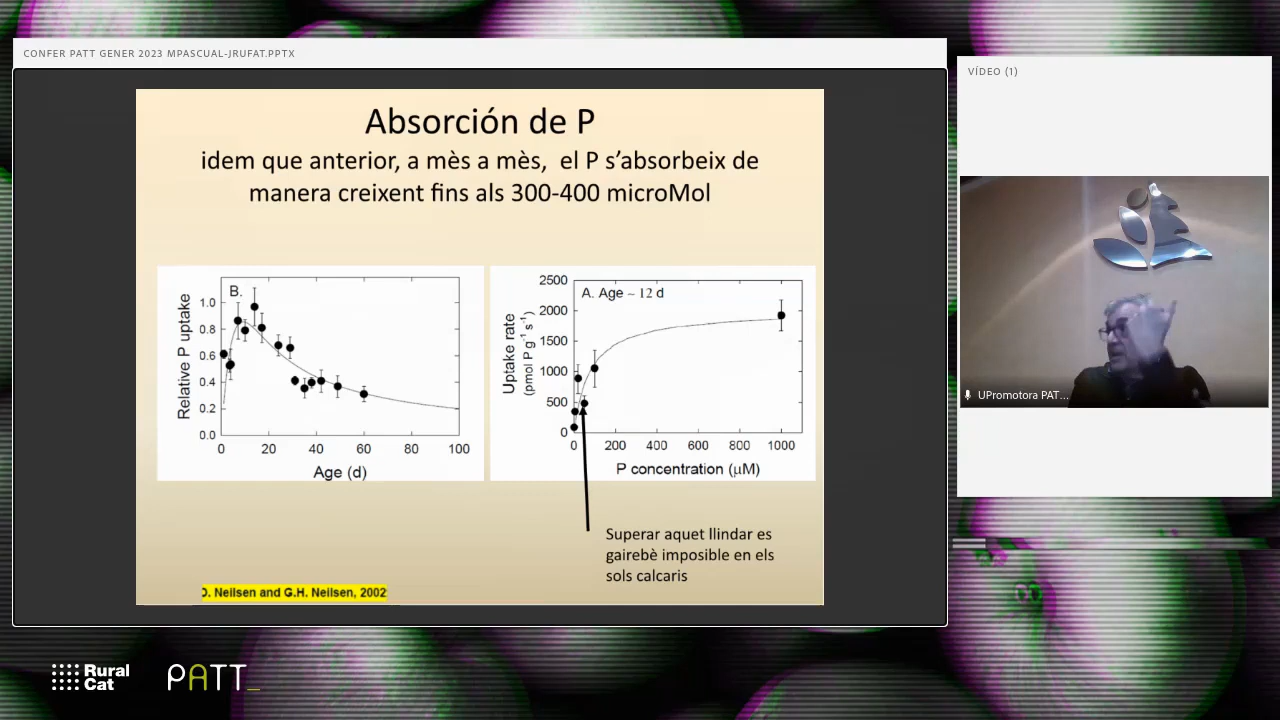 CONFER PATT GENER 2023 MPASCUAL-JRUFAT.PPTX
VÍDEO (1)
Absorción de P
idem que anterior, a mès a mès, el P s'absorbeix de
manera creixent fins als 300-400 microMol
B.
Relative P uptake
1.0
0.8
0.6
0.4
0.2
0.0
0 20 40 60 80 100
Age (d)
A. Age ~ 12 d
Uptake rate
(pmol P g⁻¹ s⁻¹)
2500
2000
1500
1000
500
0
0 200 400 600 800 1000
P concentration (µM)
Superar aquet llindar es
gairebè imposible en els
sols calcaris
D. Neilsen and G.H. Neilsen, 2002
UPromotora PAT...
Rural
Cat
PATT_